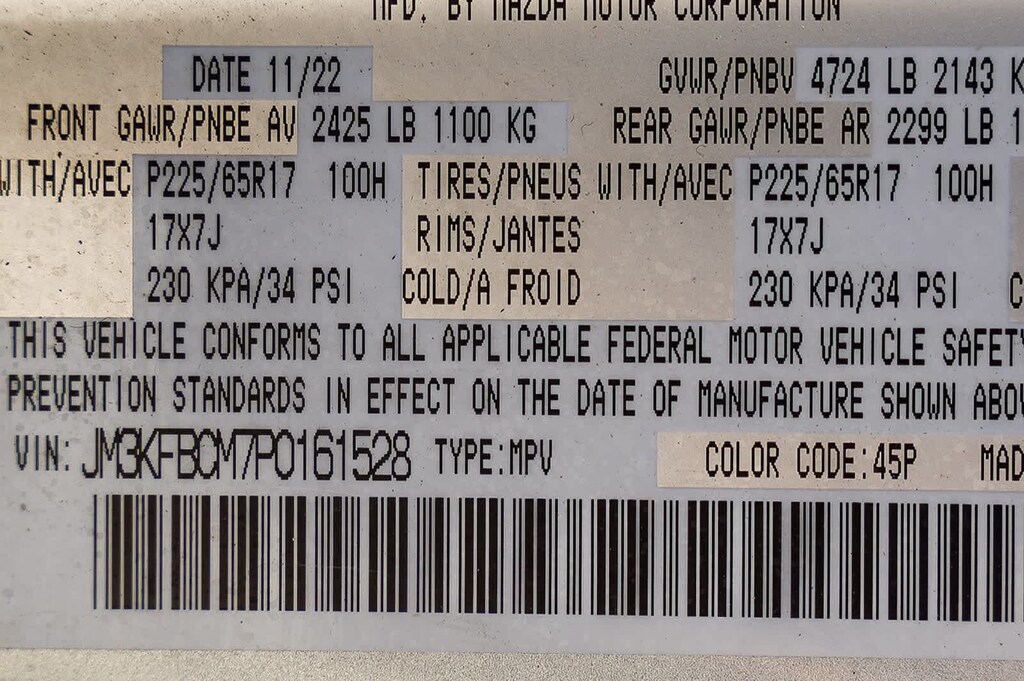 MFD. BY MAZDA MOTOR CORPORATION
DATE 11/22 GVWR/PNBV 4724 LB 2143 K
FRONT GAWR/PNBE AV 2425 LB 1100 KG REAR GAWR/PNBE AR 2299 LB 1
WITH/AVEC P225/65R17 100H TIRES/PNEUS WITH/AVEC P225/65R17 100H
17X7J RIMS/JANTES 17X7J
230 KPA/34 PSI COLD/A FROID 230 KPA/34 PSI C
THIS VEHICLE CONFORMS TO ALL APPLICABLE FEDERAL MOTOR VEHICLE SAFETY
PREVENTION STANDARDS IN EFFECT ON THE DATE OF MANUFACTURE SHOWN ABOV
VIN: JM3KFBCM7P0161528 TYPE:MPV COLOR CODE:45P MAD